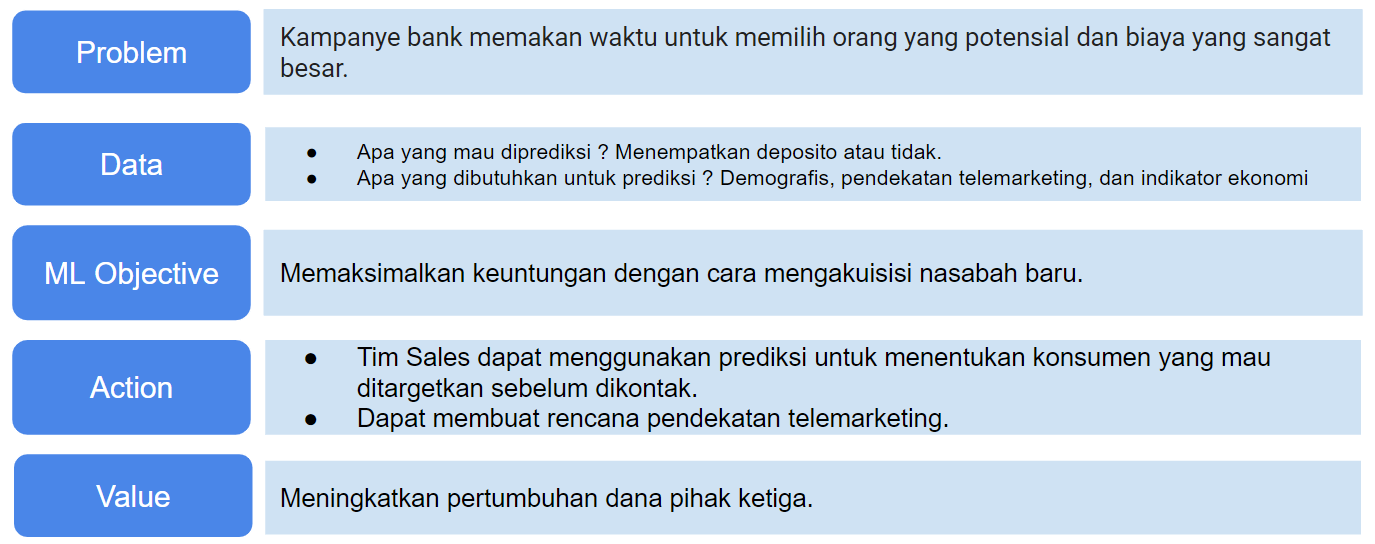 Problem
Kampanye bank memakan waktu untuk memilih orang yang potensial dan biaya yang sangat
besar.
Data
● Apa yang mau diprediksi ? Menempatkan deposito atau tidak.
● Apa yang dibutuhkan untuk prediksi ? Demografis, pendekatan telemarketing, dan indikator ekonomi
ML Objective
Memaksimalkan keuntungan dengan cara mengakuisisi nasabah baru.
Action
● Tim Sales dapat menggunakan prediksi untuk menentukan konsumen yang mau
ditargetkan sebelum dikontak.
● Dapat membuat rencana pendekatan telemarketing.
Value
Meningkatkan pertumbuhan dana pihak ketiga.